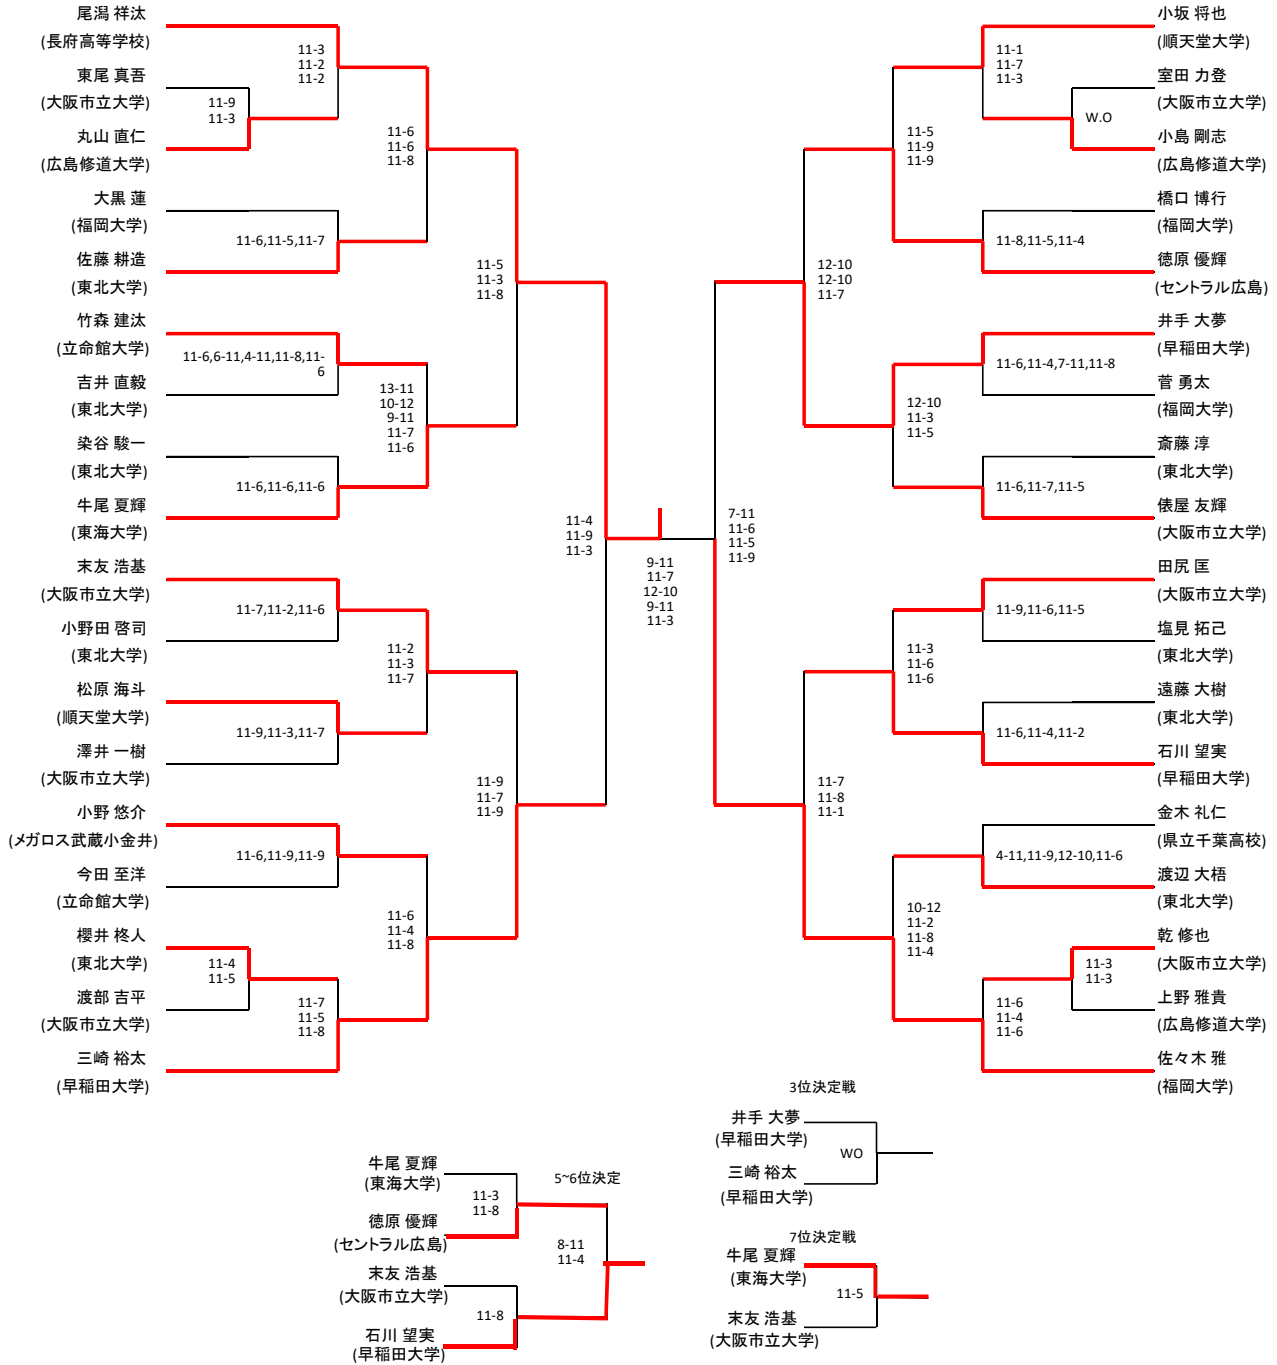 尾潟 祥汰
(長府高等学校)
東尾 真吾
(大阪市立大学)
丸山 直仁
(広島修道大学)
大黒 蓮
(福岡大学)
佐藤 耕造
(東北大学)
竹森 建汰
(立命館大学)
吉井 直毅
(東北大学)
染谷 駿一
(東北大学)
牛尾 夏輝
(東海大学)
末友 浩基
(大阪市立大学)
小野田 啓司
(東北大学)
松原 海斗
(順天堂大学)
澤井 一樹
(大阪市立大学)
小野 悠介
(メガロス武蔵小金井)
今田 至洋
(立命館大学)
櫻井 柊人
(東北大学)
渡部 吉平
(大阪市立大学)
三崎 裕太
(早稲田大学)
11-9
11-3
11-4
11-5
11-3
11-2
11-2
11-6,11-5,11-7
11-6,6-11,4-11,11-8,11-
6
11-6,11-6,11-6
11-7,11-2,11-6
11-9,11-3,11-7
11-6,11-9,11-9
11-7
11-5
11-8
11-6
11-6
11-8
13-11
10-12
9-11
11-7
11-6
11-2
11-3
11-7
11-6
11-4
11-8
11-5
11-3
11-8
11-9
11-7
11-9
11-4
11-9
11-3
9-11
11-7
12-10
9-11
11-3
7-11
11-6
11-5
11-9
12-10
12-10
11-7
11-7
11-8
11-1
11-5
11-9
11-9
12-10
11-3
11-5
11-3
11-6
11-6
10-12
11-2
11-8
11-4
11-1
11-7
11-3
11-8,11-5,11-4
11-6,11-4,7-11,11-8
11-6,11-7,11-5
11-9,11-6,11-5
11-6,11-4,11-2
4-11,11-9,12-10,11-6
11-6
11-4
11-6
W.O
11-3
11-3
小坂 将也
(順天堂大学)
室田 力登
(大阪市立大学)
小島 剛志
(広島修道大学)
橋口 博行
(福岡大学)
徳原 優輝
(セントラル広島)
井手 大夢
(早稲田大学)
菅 勇太
(福岡大学)
斎藤 淳
(東北大学)
俵屋 友輝
(大阪市立大学)
田尻 匡
(大阪市立大学)
塩見 拓己
(東北大学)
遠藤 大樹
(東北大学)
石川 望実
(早稲田大学)
金木 礼仁
(県立千葉高校)
渡辺 大梧
(東北大学)
乾 修也
(大阪市立大学)
上野 雅貴
(広島修道大学)
佐々木 雅
(福岡大学)
3位決定戦
井手 大夢
(早稲田大学)
WO
三崎 裕太
(早稲田大学)
5~6位決定
牛尾 夏輝
(東海大学)
11-3
11-8
徳原 優輝
(セントラル広島)
8-11
11-4
末友 浩基
(大阪市立大学)
11-8
石川 望実
(早稲田大学)
7位決定戦
牛尾 夏輝
(東海大学)
11-5
末友 浩基
(大阪市立大学)